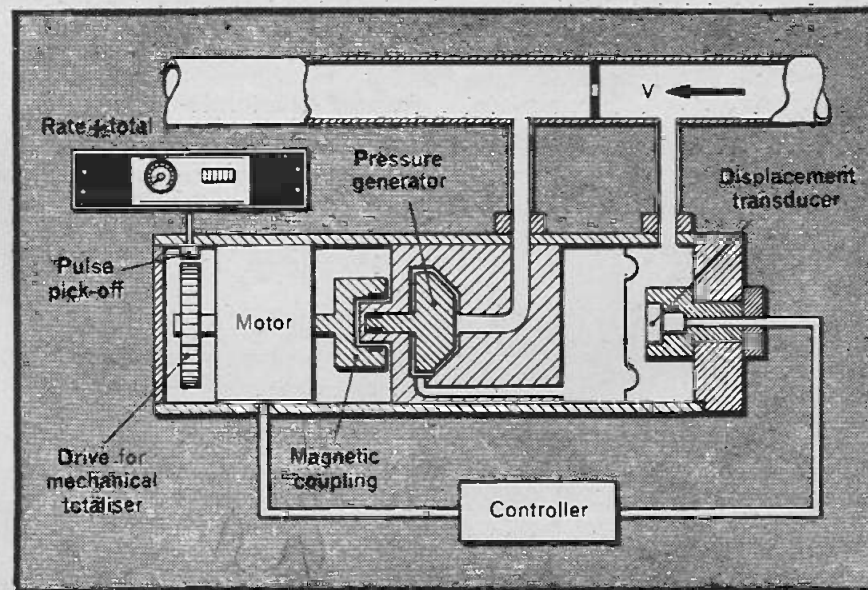 V
Rate + total
Pressure
generator
Displacement
transducer
Pulse
pick-off
Motor
Drive for
mechanical
totaliser
Magnetic
coupling
Controller